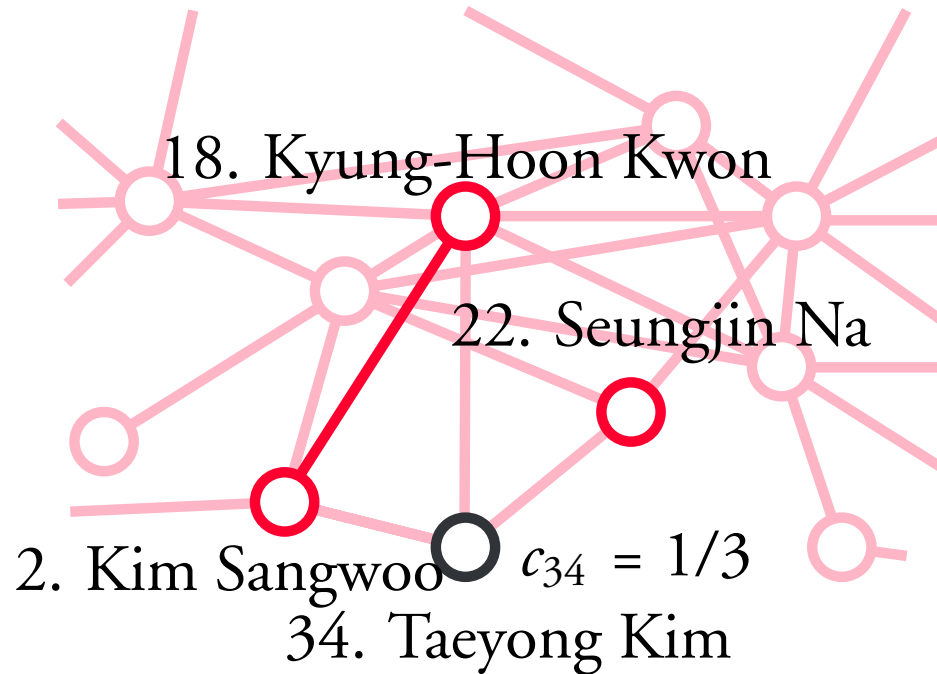 18. Kyung-Hoon Kwon
22. Seungjin Na
2. Kim Sangwoo
c34 = 1/3
34. Taeyong Kim